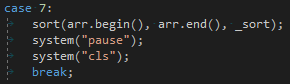 case 7:
    sort(arr.begin(), arr.end(), _sort);
    system("pause");
    system("cls");
    break;